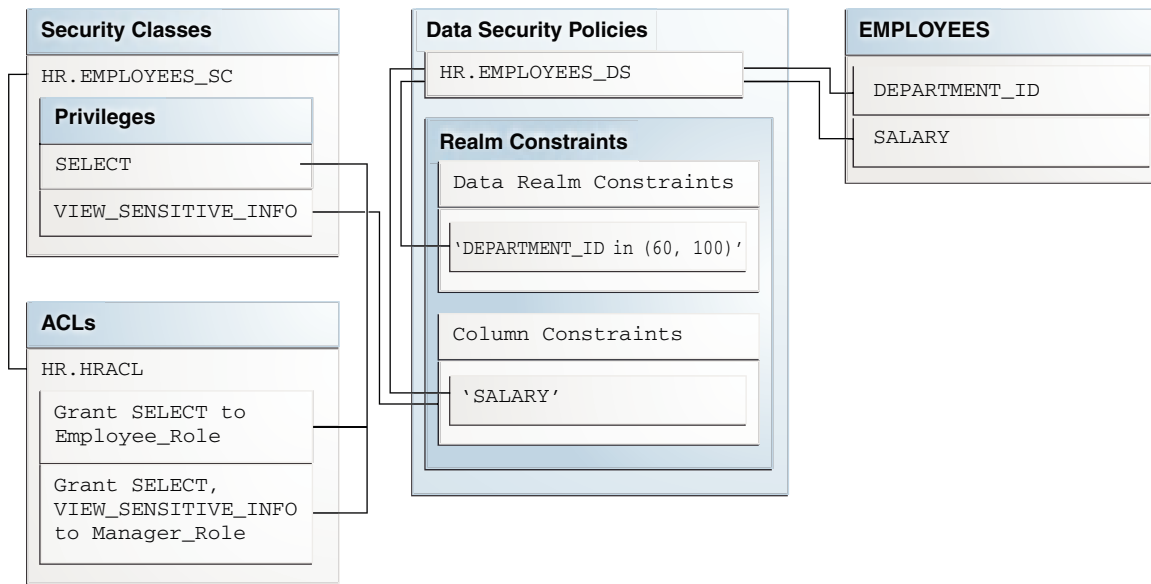 Security Classes
HR.EMPLOYEES_SC
Privileges
SELECT
VIEW_SENSITIVE_INFO
ACLs
HR.HRACL
Grant SELECT to
Employee_Role
Grant SELECT,
VIEW_SENSITIVE_INFO
to Manager_Role
Data Security Policies
HR.EMPLOYEES_DS
Realm Constraints
Data Realm Constraints
‘DEPARTMENT_ID in (60, 100)’
Column Constraints
‘SALARY’
EMPLOYEES
DEPARTMENT_ID
SALARY